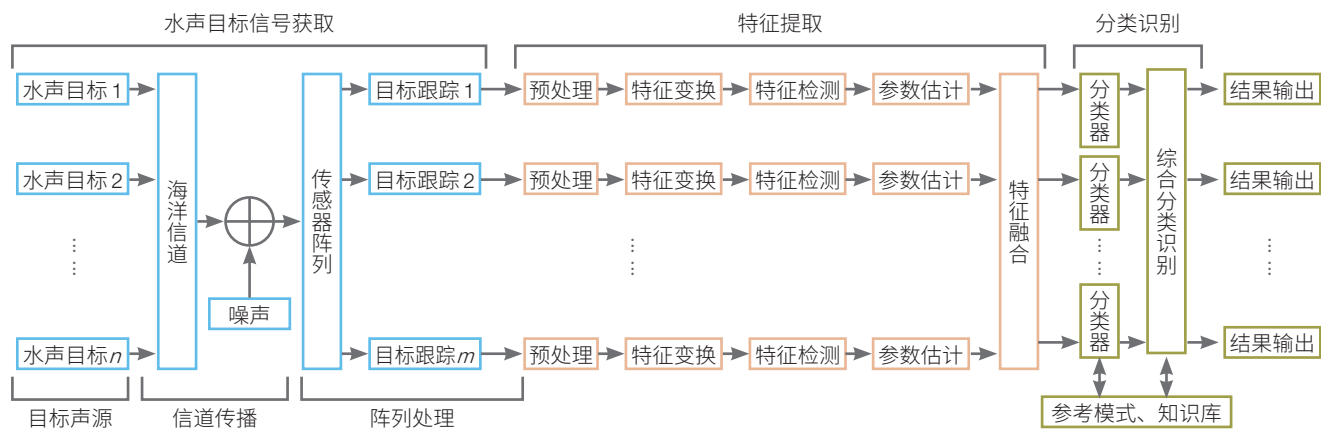 水声目标信号获取
特征提取
分类识别
水声目标1
目标跟踪1
预处理
特征变换
特征检测
参数估计
分类器
结果输出
水声目标2
目标跟踪2
预处理
特征变换
特征检测
参数估计
分类器
结果输出
海洋信道
传感器阵列
特征融合
综合分类识别
⋮
⋮
⋮
⋮
噪声
水声目标n
目标跟踪m
预处理
特征变换
特征检测
参数估计
分类器
结果输出
目标声源
信道传播
阵列处理
参考模式、知识库